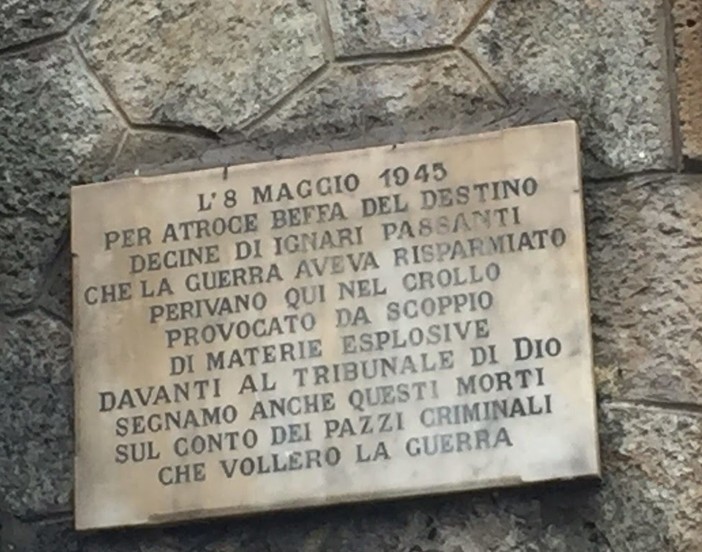 L'8 MAGGIO 1945
PER ATROCE BEFFA DEL DESTINO
DECINE DI IGNARI PASSANTI
CHE LA GUERRA AVEVA RISPARMIATO
PERIVANO QUI NEL CROLLO
PROVOCATO DA SCOPPIO
DI MATERIE ESPLOSIVE
DAVANTI AL TRIBUNALE DI DIO
SEGNAMO ANCHE QUESTI MORTI
SUL CONTO DEI PAZZI CRIMINALI
CHE VOLLERO LA GUERRA